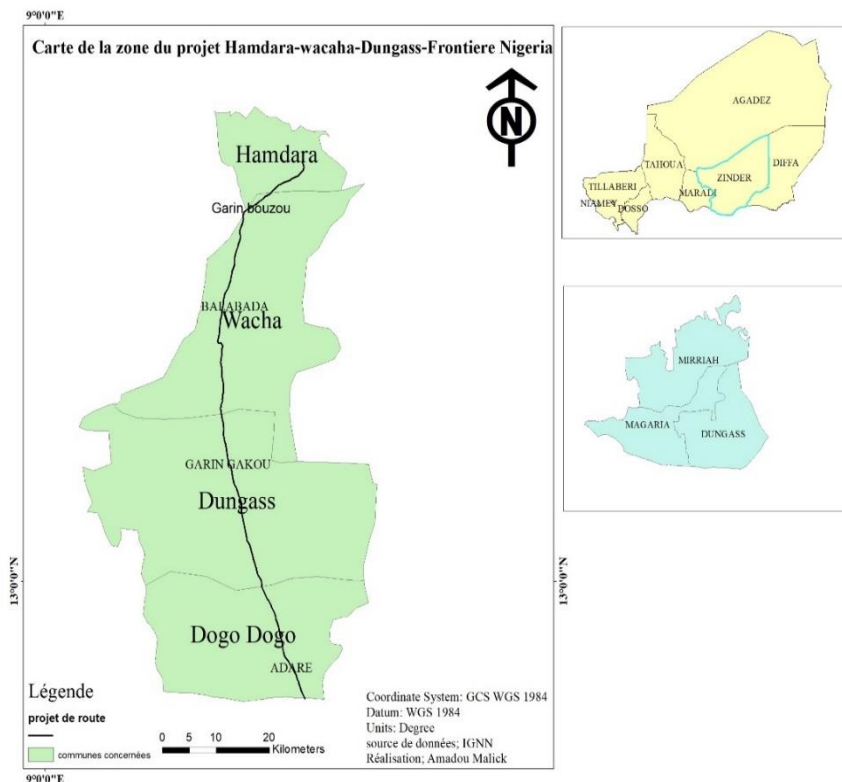 9°0'0"E
Carte de la zone du projet Hamdara-wacaha-Dungass-Frontiere Nigeria
N
Hamdara
Garin bouzou
BALABADA
Wacha
GARIN GAKOU
Dungass
13°0'0"N
13°0'0"N
Dogo Dogo
ADARE
Légende
projet de route
communes concernées
0 5 10 20
Kilometers
Coordinate System: GCS WGS 1984
Datum: WGS 1984
Units: Degree
source de données; IGNN
Réalisation; Amadou Malick
9°0'0"E
AGADEZ
TAHOUA
DIFFA
ZINDER
TILLABERI
MARADI
NIAMEY
DOSSO
MIRRIAH
MAGARIA
DUNGASS